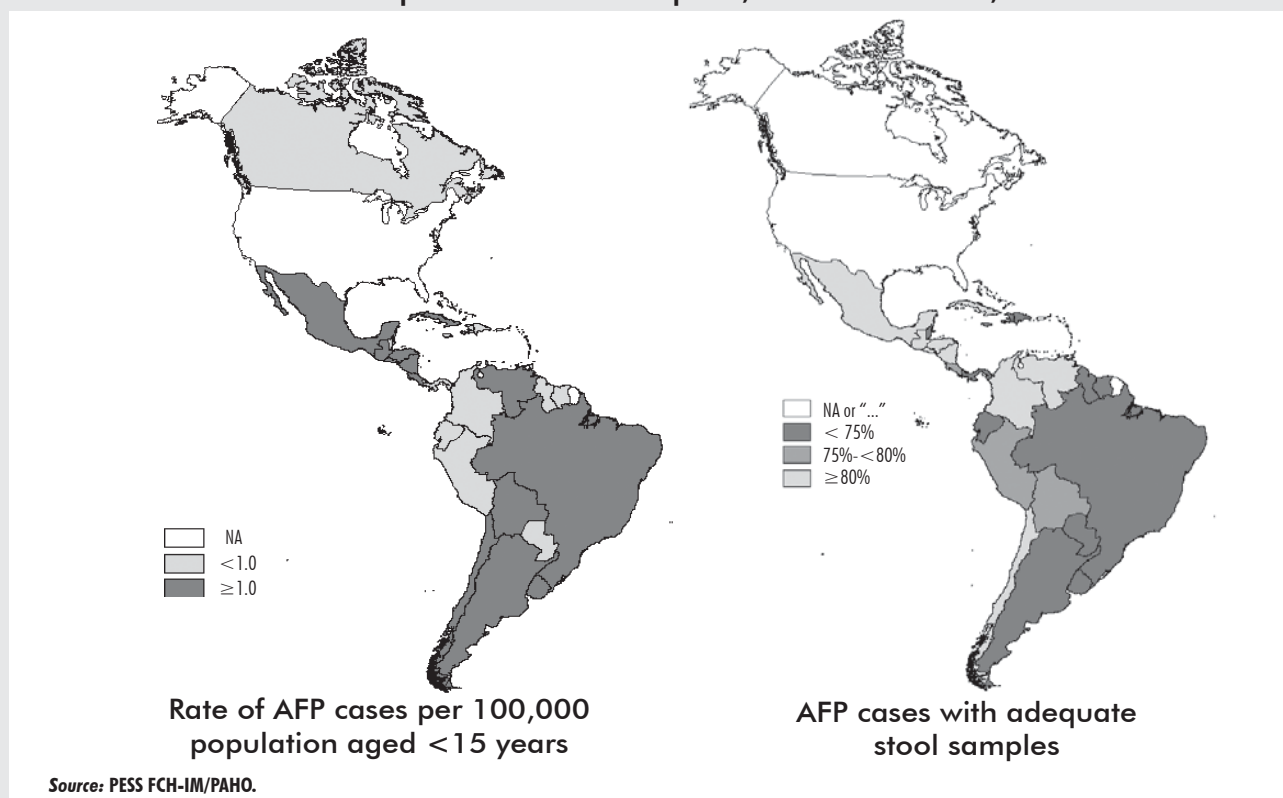 NA
<1.0
≥1.0
Rate of AFP cases per 100,000
population aged <15 years
NA or “...”
< 75%
75%-<80%
≥80%
AFP cases with adequate
stool samples
Source: PESS FCH-IM/PAHO.